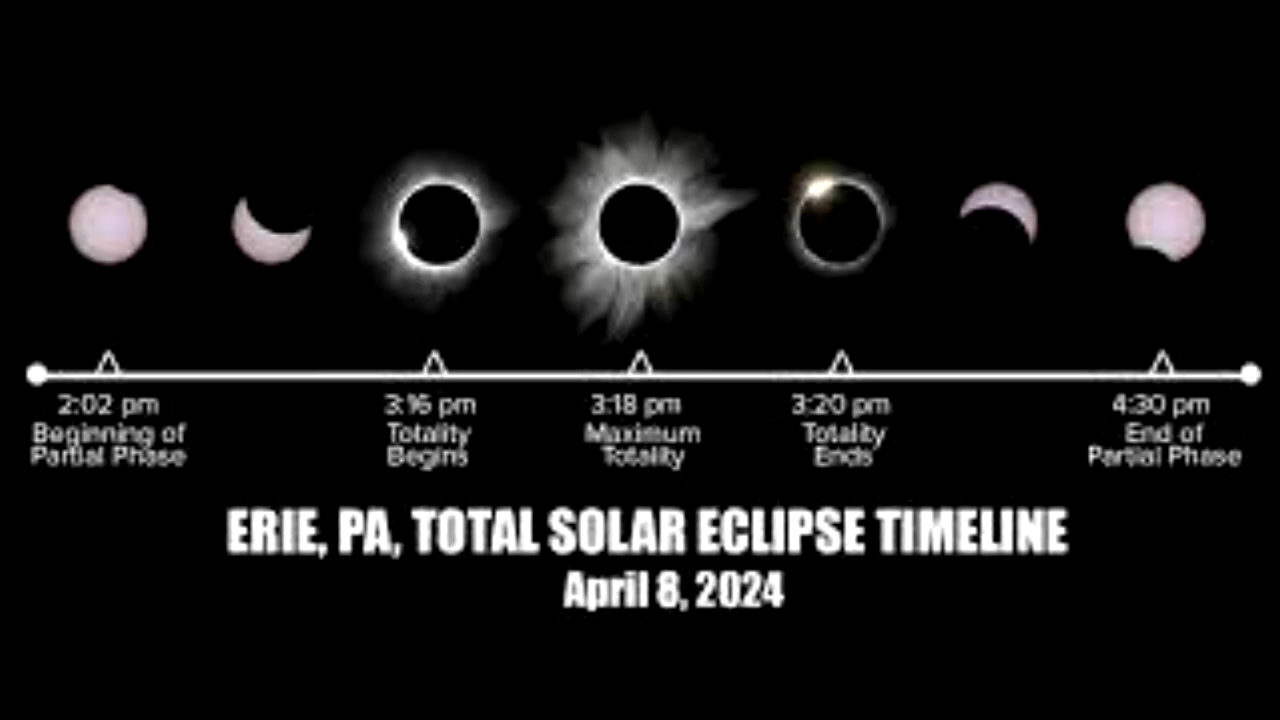 2:02 pm 3:16 pm 3:18 pm 3:20 pm 4:30 pm
Beginning of Totality Maximum Totality End of
Partial Phase Begins Totality Ends Partial Phase
ERIE, PA, TOTAL SOLAR ECLIPSE TIMELINE
April 8, 2024